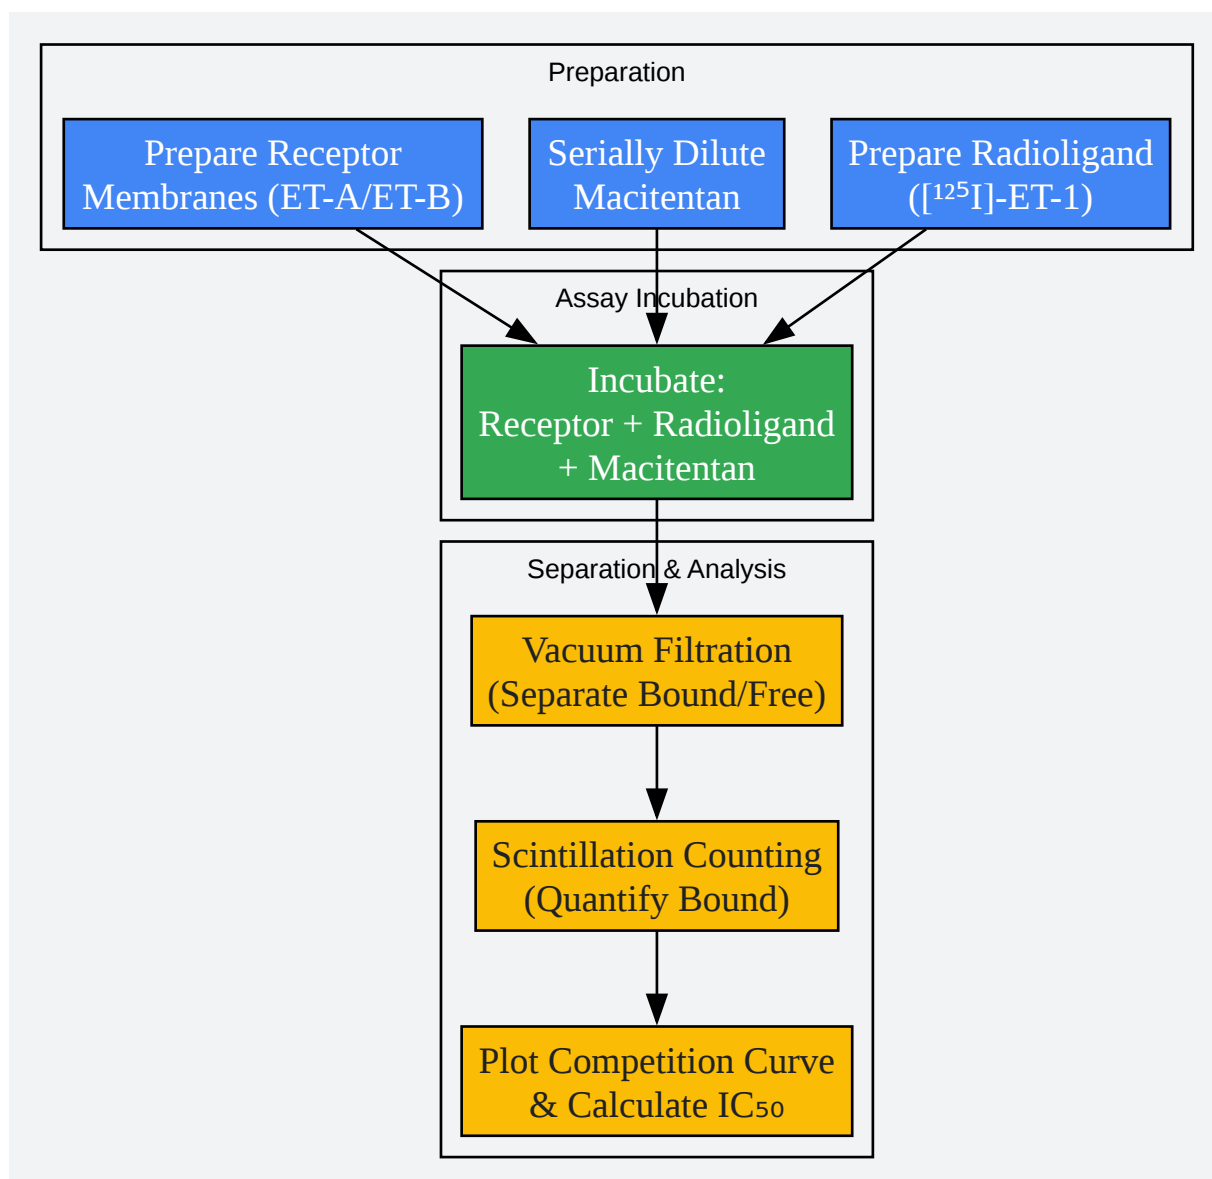 Preparation
Prepare Receptor
Membranes (ET-A/ET-B)
Serially Dilute
Macitentan
Prepare Radioligand
([¹²⁵I]-ET-1)
Assay Incubation
Incubate:
Receptor + Radioligand
+ Macitentan
Separation & Analysis
Vacuum Filtration
(Separate Bound/Free)
Scintillation Counting
(Quantify Bound)
Plot Competition Curve
& Calculate IC₅₀